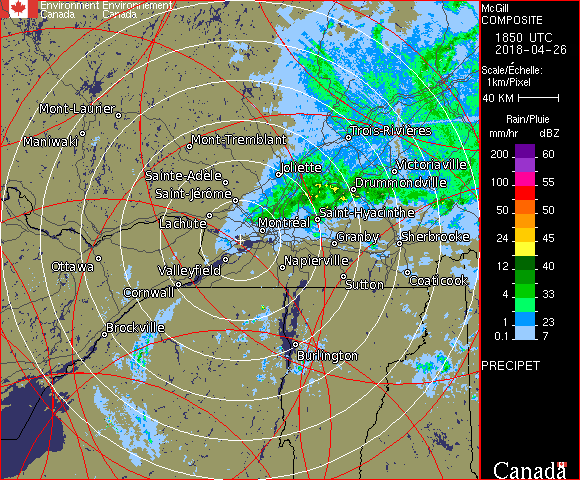 Environment Environnement
Canada Canada
McGill
COMPOSITE
1850 UTC
2018-04-26
Scale/Échelle:
1km/Pixel
40 KM
Rain/Pluie
mm/hr dBZ
200 60
100 55
50 50
24 45
12 40
4 33
0.1 23
7
PRECIPET
Canada
Mont-Laurier
Maniwaki
Mont-Tremblant
Trois-Rivières
Sainte-Adèle
Joliette
Victoriaville
Saint-Jérôme
Drummondville
Lachute
Montréal
Saint-Hyacinthe
Granby
Sherbrooke
Ottawa
Valleyfield
Napierville
Cornwall
Sutton
Coaticook
Brockville
Burlington